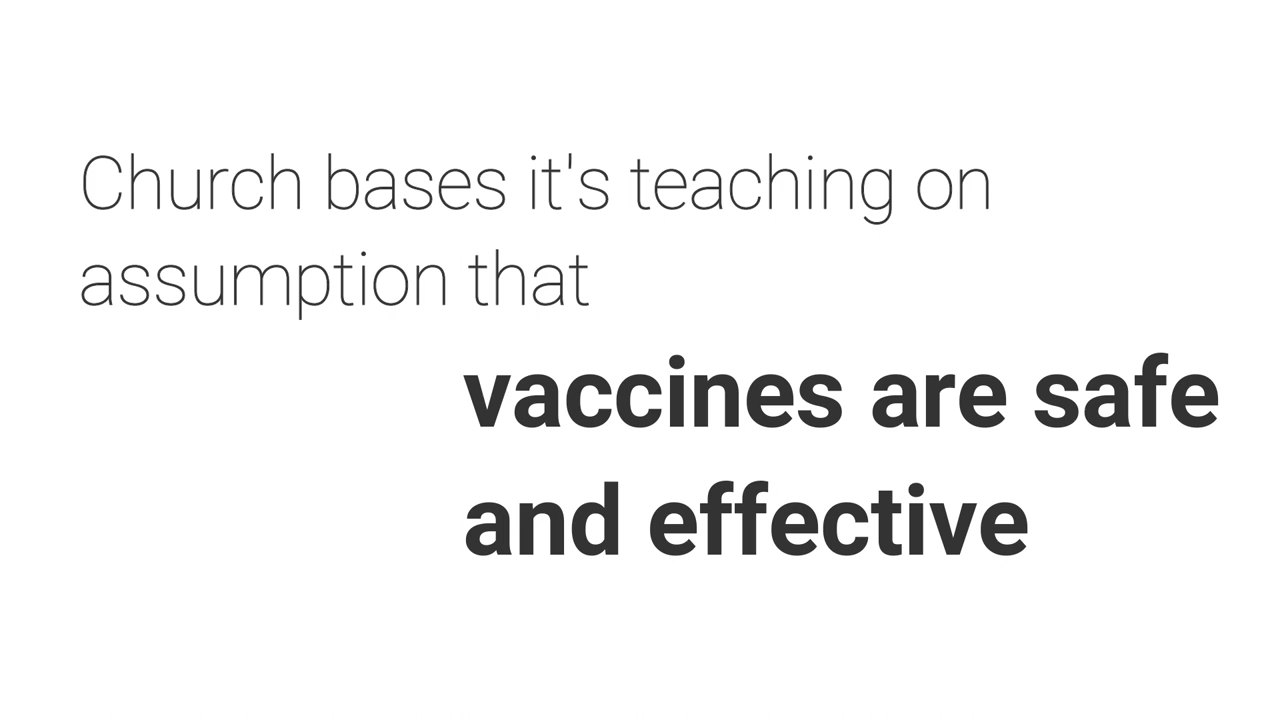 Church bases it's teaching on
assumption that
vaccines are safe
and effective